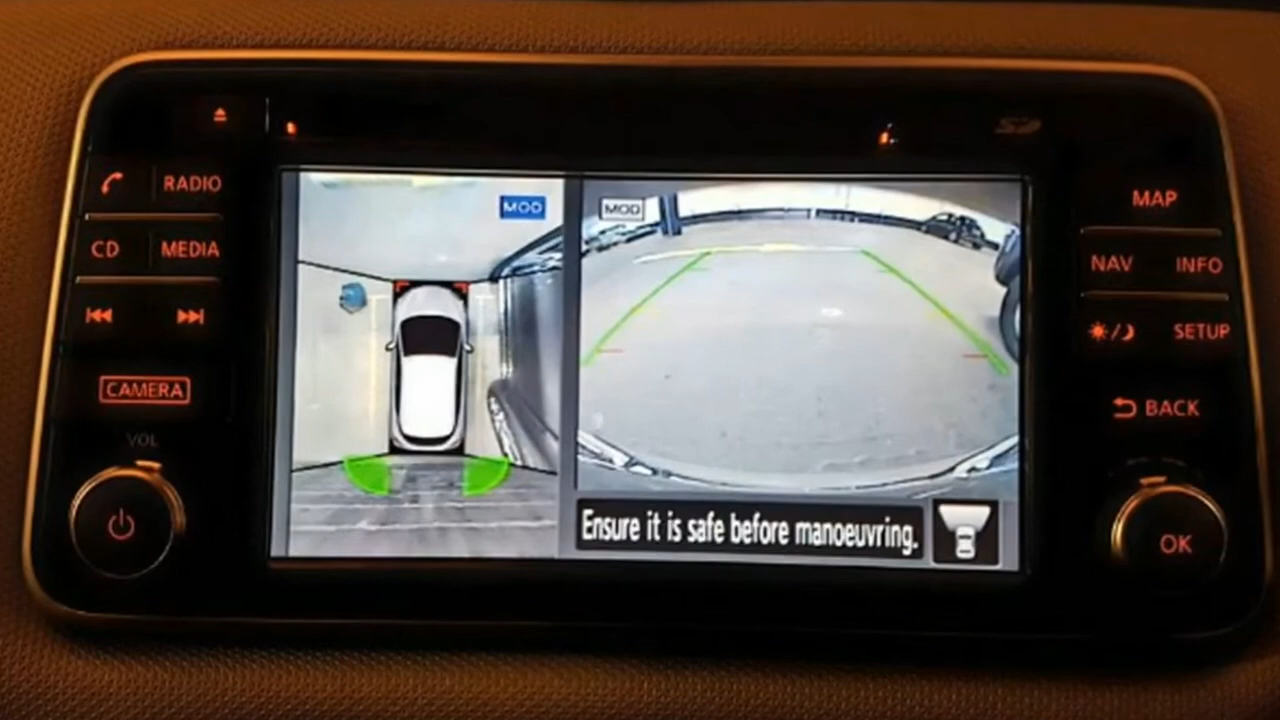 RADIO
CD
MEDIA
CAMERA
VOL
MOD
MOD
Ensure it is safe before manoeuvring.
MAP
NAV
INFO
SETUP
BACK
OK